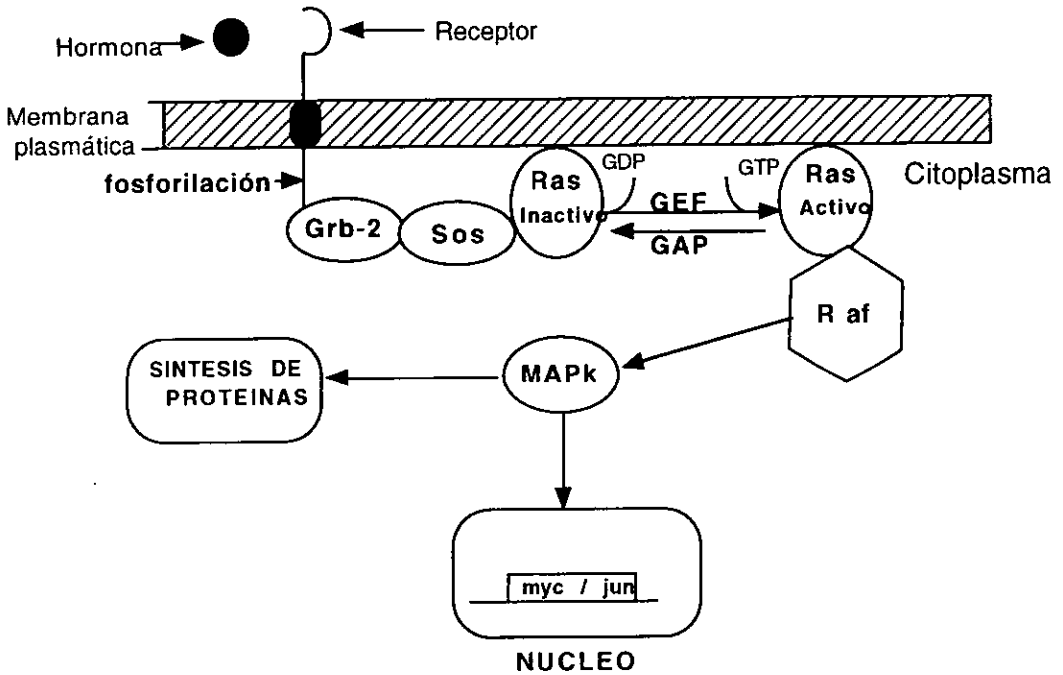 Hormona
Receptor
Membrana
plasmática
fosforilación
Grb-2
Sos
Ras
Inactivo
GDP
GEF
GAP
GTP
Ras
Activo
Citoplasma
R af
MAPk
SINTESIS DE
PROTEINAS
myc / jun
NUCLEO